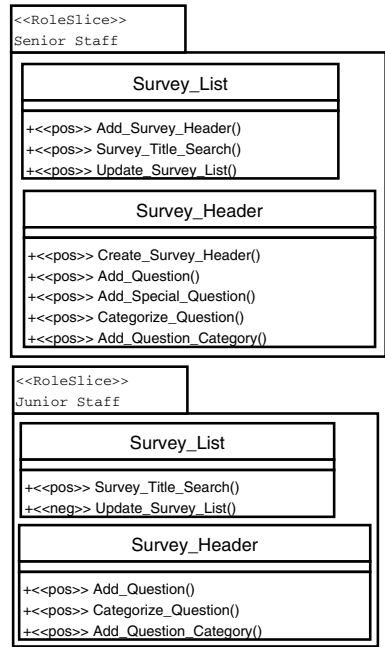 <<RoleSlice>>
Senior Staff
Survey_List
+<<pos>> Add_Survey_Header()
+<<pos>> Survey_Title_Search()
+<<pos>> Update_Survey_List()
Survey_Header
+<<pos>> Create_Survey_Header()
+<<pos>> Add_Question()
+<<pos>> Add_Special_Question()
+<<pos>> Categorize_Question()
+<<pos>> Add_Question_Category()
<<RoleSlice>>
Junior Staff
Survey_List
+<<pos>> Survey_Title_Search()
+<<neg>> Update_Survey_List()
Survey_Header
+<<pos>> Add_Question()
+<<pos>> Categorize_Question()
+<<pos>> Add_Question_Category()